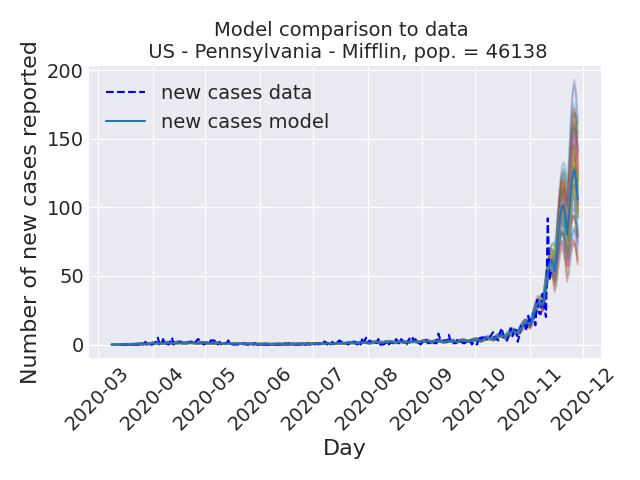 Model comparison to data
US - Pennsylvania - Mifflin, pop. = 46138
Number of new cases reported
200
150
100
50
0
new cases data
new cases model
2020-03
2020-04
2020-05
2020-06
2020-07
2020-08
2020-09
2020-10
2020-11
2020-12
Day